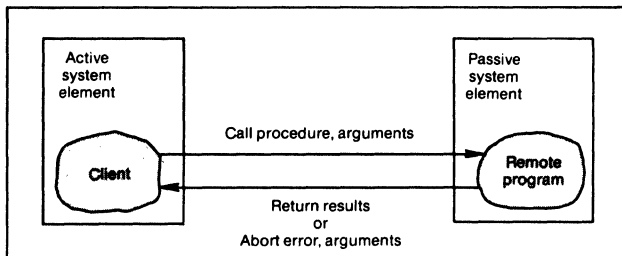 Active
system
element
Passive
system
element
Call procedure, arguments
Client
Remote
program
Return results
or
Abort error, arguments